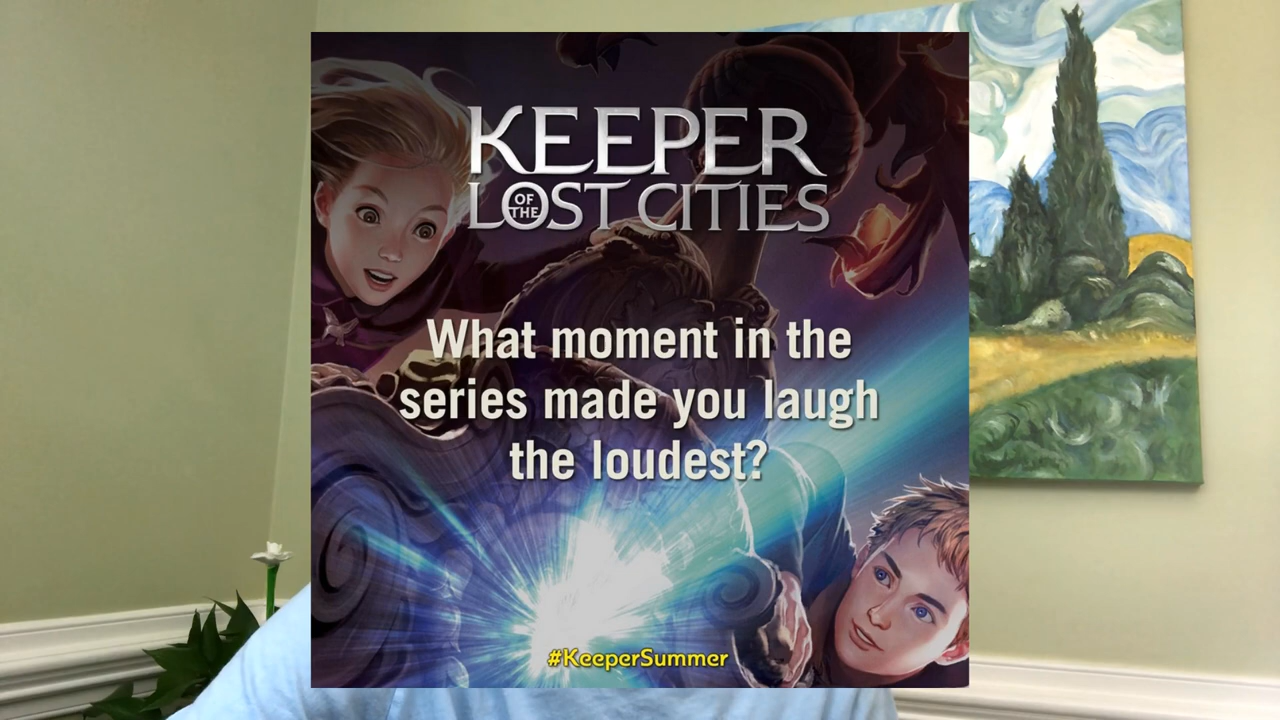 KEEPER
OF THE
LOST CITIES
What moment in the
series made you laugh
the loudest?
#KeeperSummer